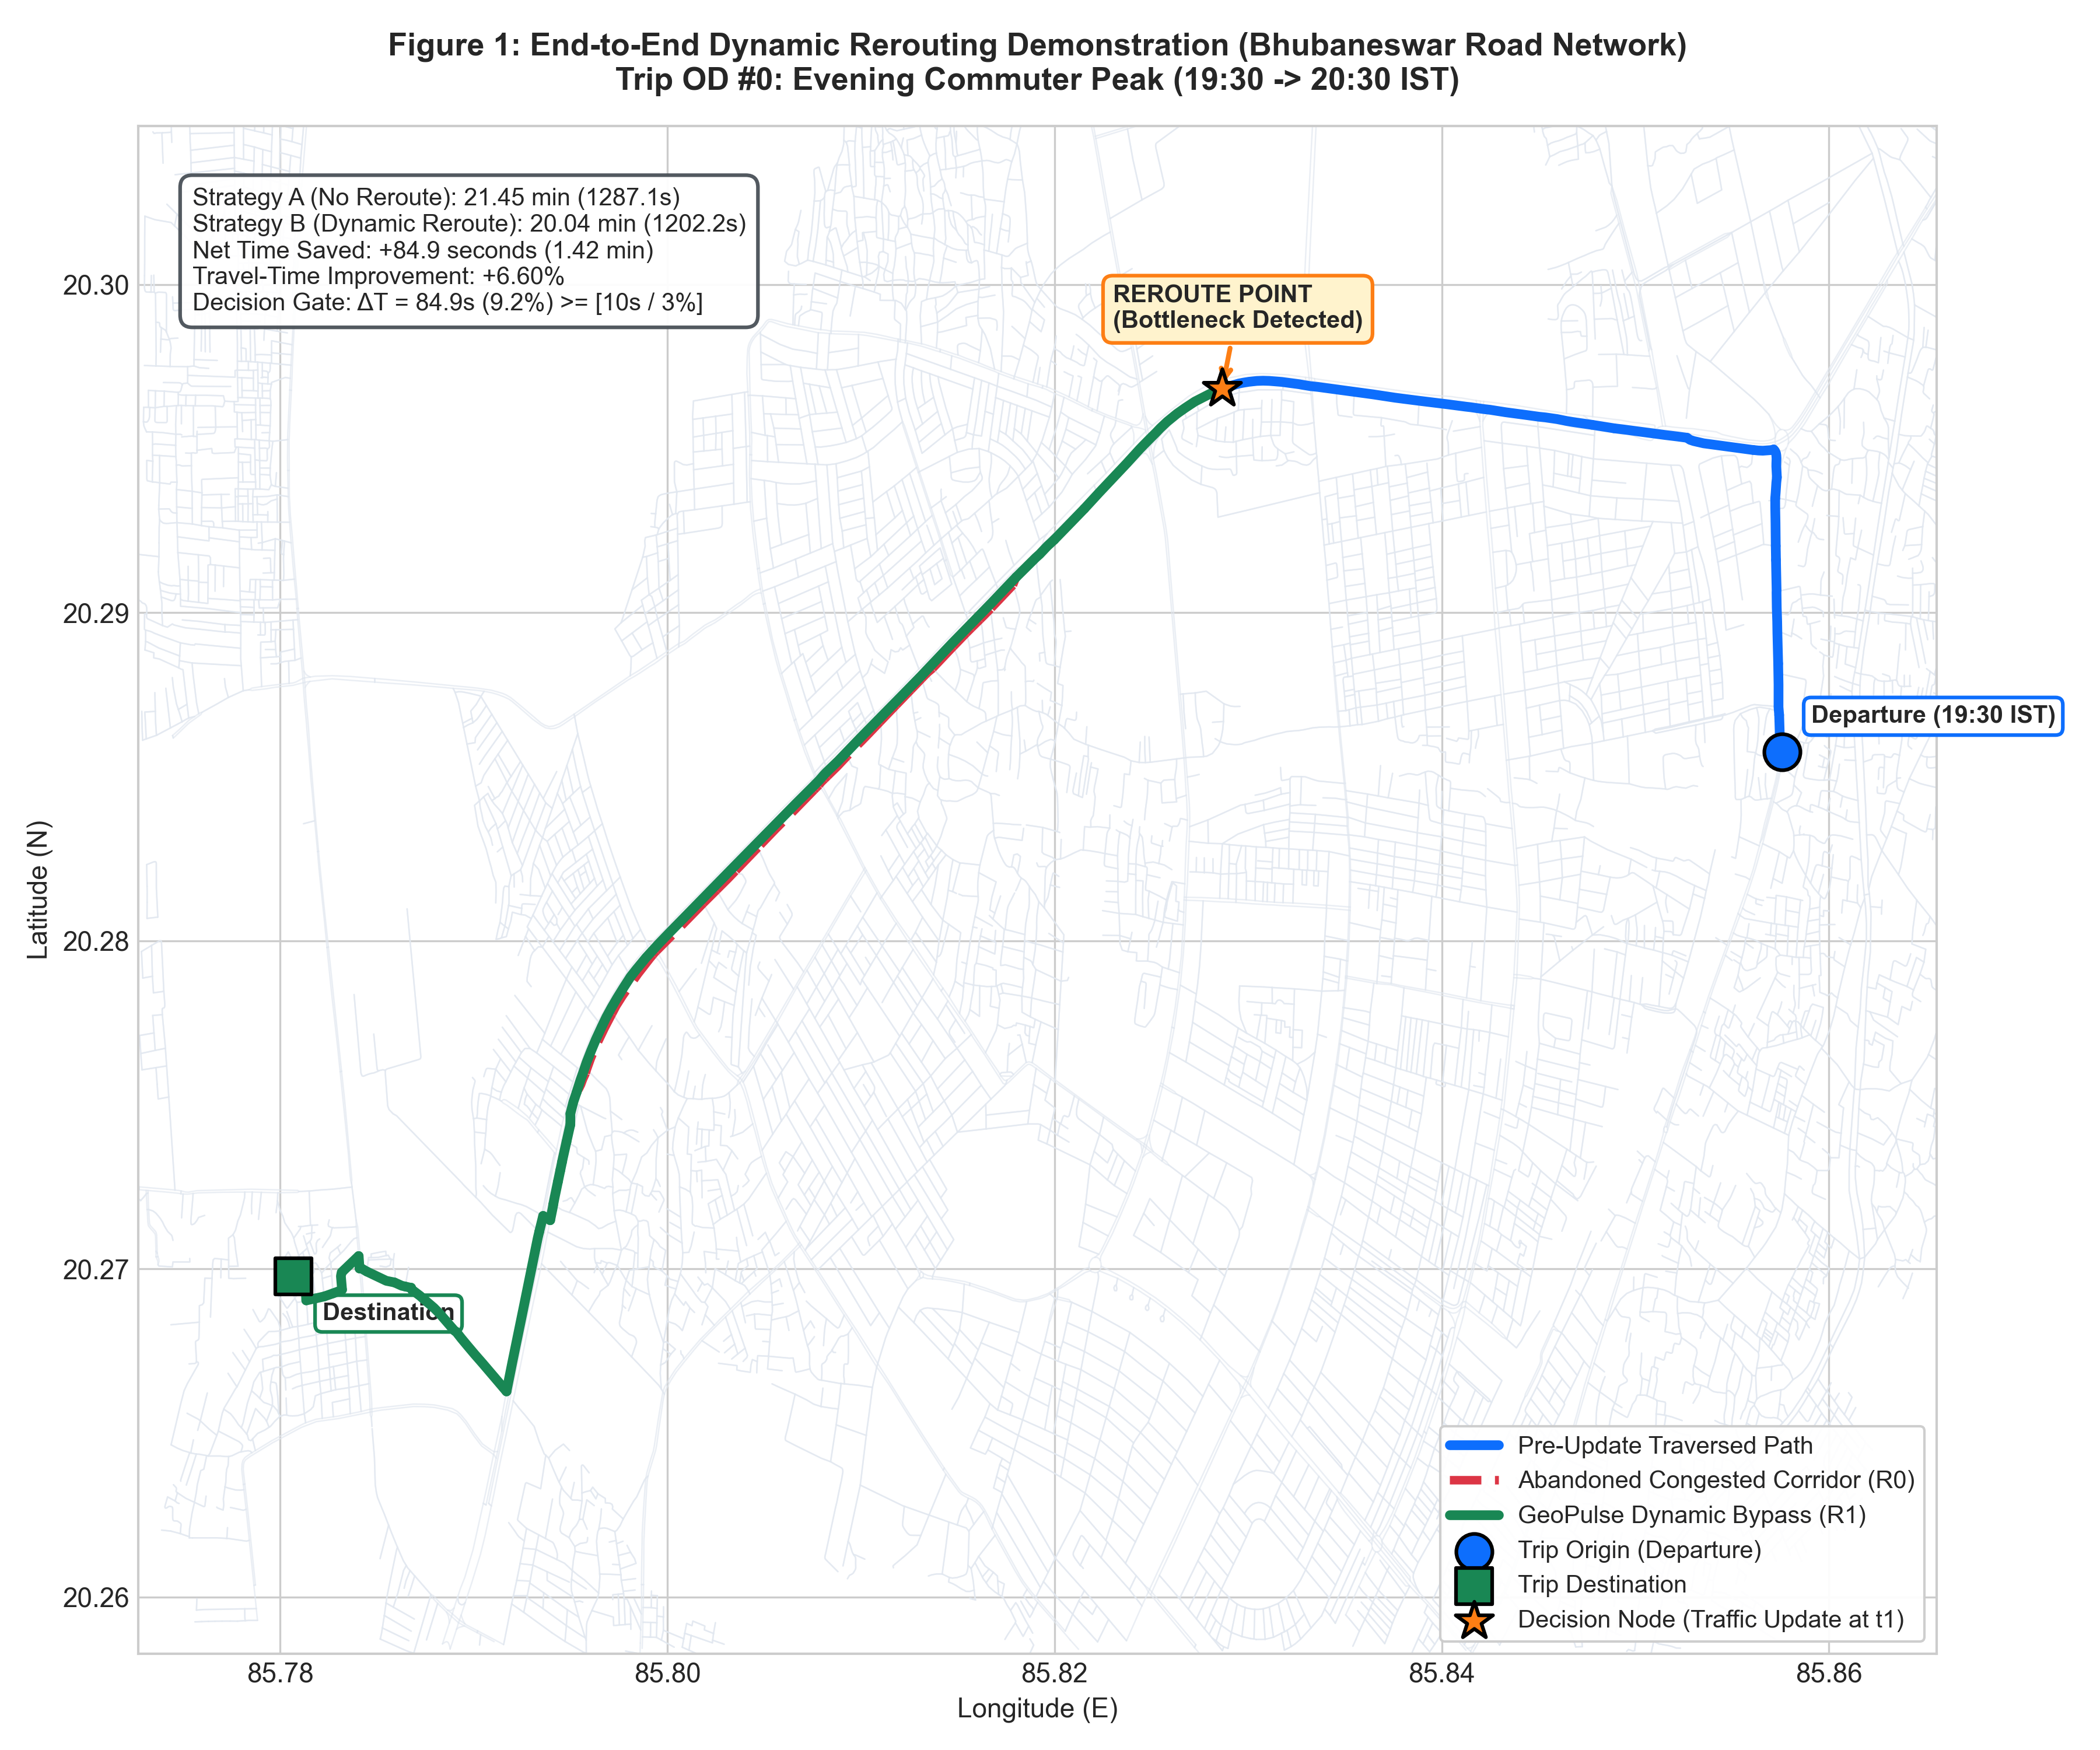 Figure 1: End-to-End Dynamic Rerouting Demonstration (Bhubaneswar Road Network)
Trip OD #0: Evening Commuter Peak (19:30 -> 20:30 IST)
Strategy A (No Reroute): 21.45 min (1287.1s)
Strategy B (Dynamic Reroute): 20.04 min (1202.2s)
Net Time Saved: +84.9 seconds (1.42 min)
Travel-Time Improvement: +6.60%
Decision Gate: ΔT = 84.9s (9.2%) >= [10s / 3%]
REROUTE POINT
(Bottleneck Detected)
Departure (19:30 IST)
Destination
20.30
20.29
20.28
20.27
20.26
Latitude (N)
85.78
85.80
85.82
85.84
85.86
Longitude (E)
Pre-Update Traversed Path
Abandoned Congested Corridor (R0)
GeoPulse Dynamic Bypass (R1)
Trip Origin (Departure)
Trip Destination
Decision Node (Traffic Update at t1)